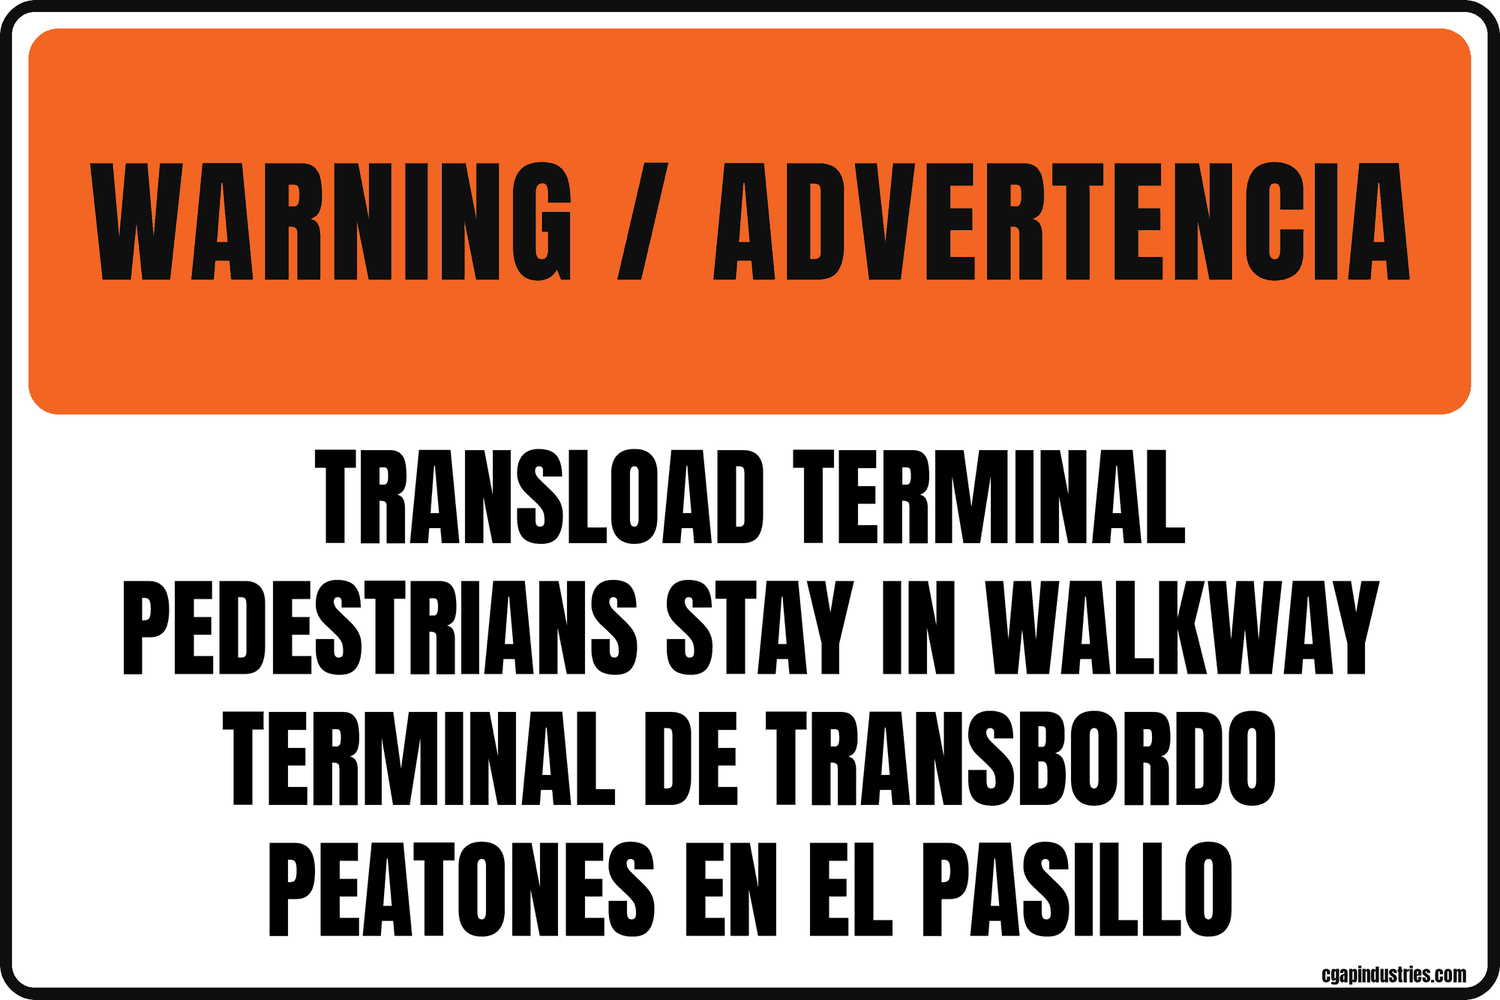 WARNING / ADVERTENCIA
TRANSLOAD TERMINAL
PEDESTRIANS STAY IN WALKWAY
TERMINAL DE TRANSBORDO
PEATONES EN EL PASILLO
cgapindustries.com